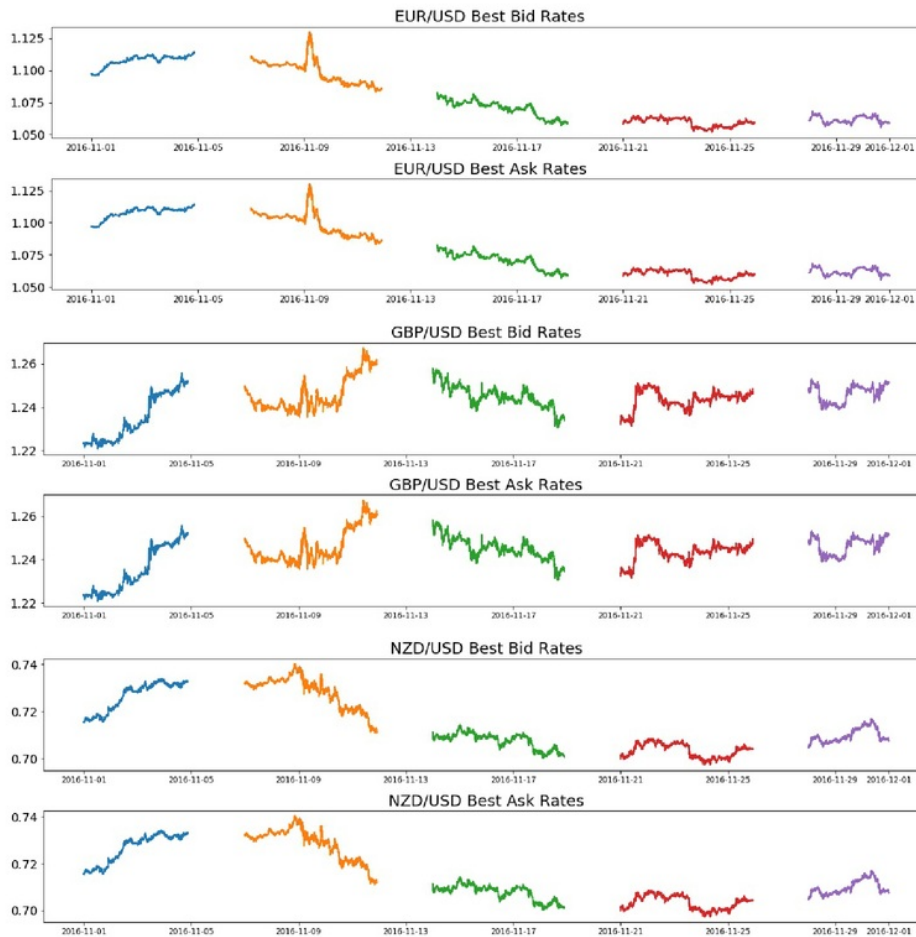 EUR/USD Best Bid Rates
1.125
1.100
1.075
1.050
2016-11-01 2016-11-05 2016-11-09 2016-11-13 2016-11-17 2016-11-21 2016-11-25 2016-11-29 2016-12-01
EUR/USD Best Ask Rates
1.125
1.100
1.075
1.050
2016-11-01 2016-11-05 2016-11-09 2016-11-13 2016-11-17 2016-11-21 2016-11-25 2016-11-29 2016-12-01
GBP/USD Best Bid Rates
1.26
1.24
1.22
2016-11-01 2016-11-05 2016-11-09 2016-11-13 2016-11-17 2016-11-21 2016-11-25 2016-11-29 2016-12-01
GBP/USD Best Ask Rates
1.26
1.24
1.22
2016-11-01 2016-11-05 2016-11-09 2016-11-13 2016-11-17 2016-11-21 2016-11-25 2016-11-29 2016-12-01
NZD/USD Best Bid Rates
0.74
0.72
0.70
2016-11-01 2016-11-05 2016-11-09 2016-11-13 2016-11-17 2016-11-21 2016-11-25 2016-11-29 2016-12-01
NZD/USD Best Ask Rates
0.74
0.72
0.70
2016-11-01 2016-11-05 2016-11-09 2016-11-13 2016-11-17 2016-11-21 2016-11-25 2016-11-29 2016-12-01